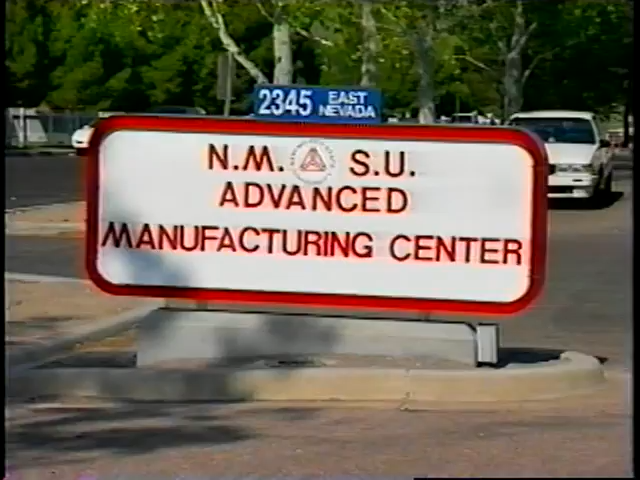 2345 EAST NEVADA
N.M. S.U.
ADVANCED
MANUFACTURING CENTER